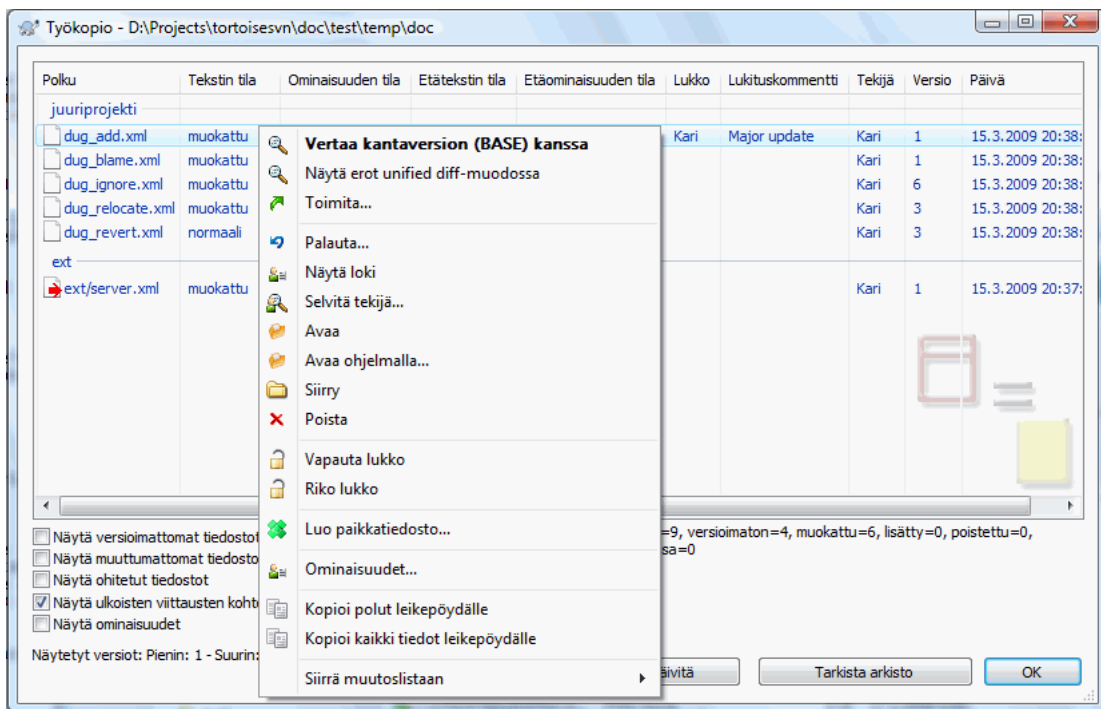 Työkopio - D:\Projects\tortoisesvn\doc\test\temp\doc
Polku Tekstin tila Ominaisuuden tila Etätekstin tila Etäominaisuuden tila Lukko Lukituskommentti Tekijä Versio Päivä
juuriprojekti
dug_add.xml muokattu Kari Major update Kari 1 15.3.2009 20:38:
dug_blame.xml muokattu Kari 1 15.3.2009 20:38:
dug_ignore.xml muokattu Kari 6 15.3.2009 20:38:
dug_relocate.xml muokattu Kari 3 15.3.2009 20:38:
dug_revert.xml normaali Kari 3 15.3.2009 20:38:
ext
ext/server.xml muokattu Kari 1 15.3.2009 20:37:
Vertaa kantaversion (BASE) kanssa
Näytä erot unified diff-muodossa
Toimita...
Palauta...
Näytä loki
Selvitä tekijä...
Avaa
Avaa ohjelmalla...
Siirry
Poista
Vapauta lukko
Riko lukko
Luo paikkatiedosto...
Ominaisuudet...
Kopioi polut leikepöydälle
Kopioi kaikki tiedot leikepöydälle
Siirrä muutoslistaan
Näytä versioimattomat tiedostot
Näytä muuttumattomat tiedosto
Näytä ohitetut tiedostot
Näytä ulkoisten viittausten kohte
Näytä ominaisuudet
=9, versioimaton=4, muokattu=6, lisätty=0, poistettu=0,
sa=0
Näytetyt versiot: Pienin: 1 - Suurin:
äivitä Tarkista arkisto OK